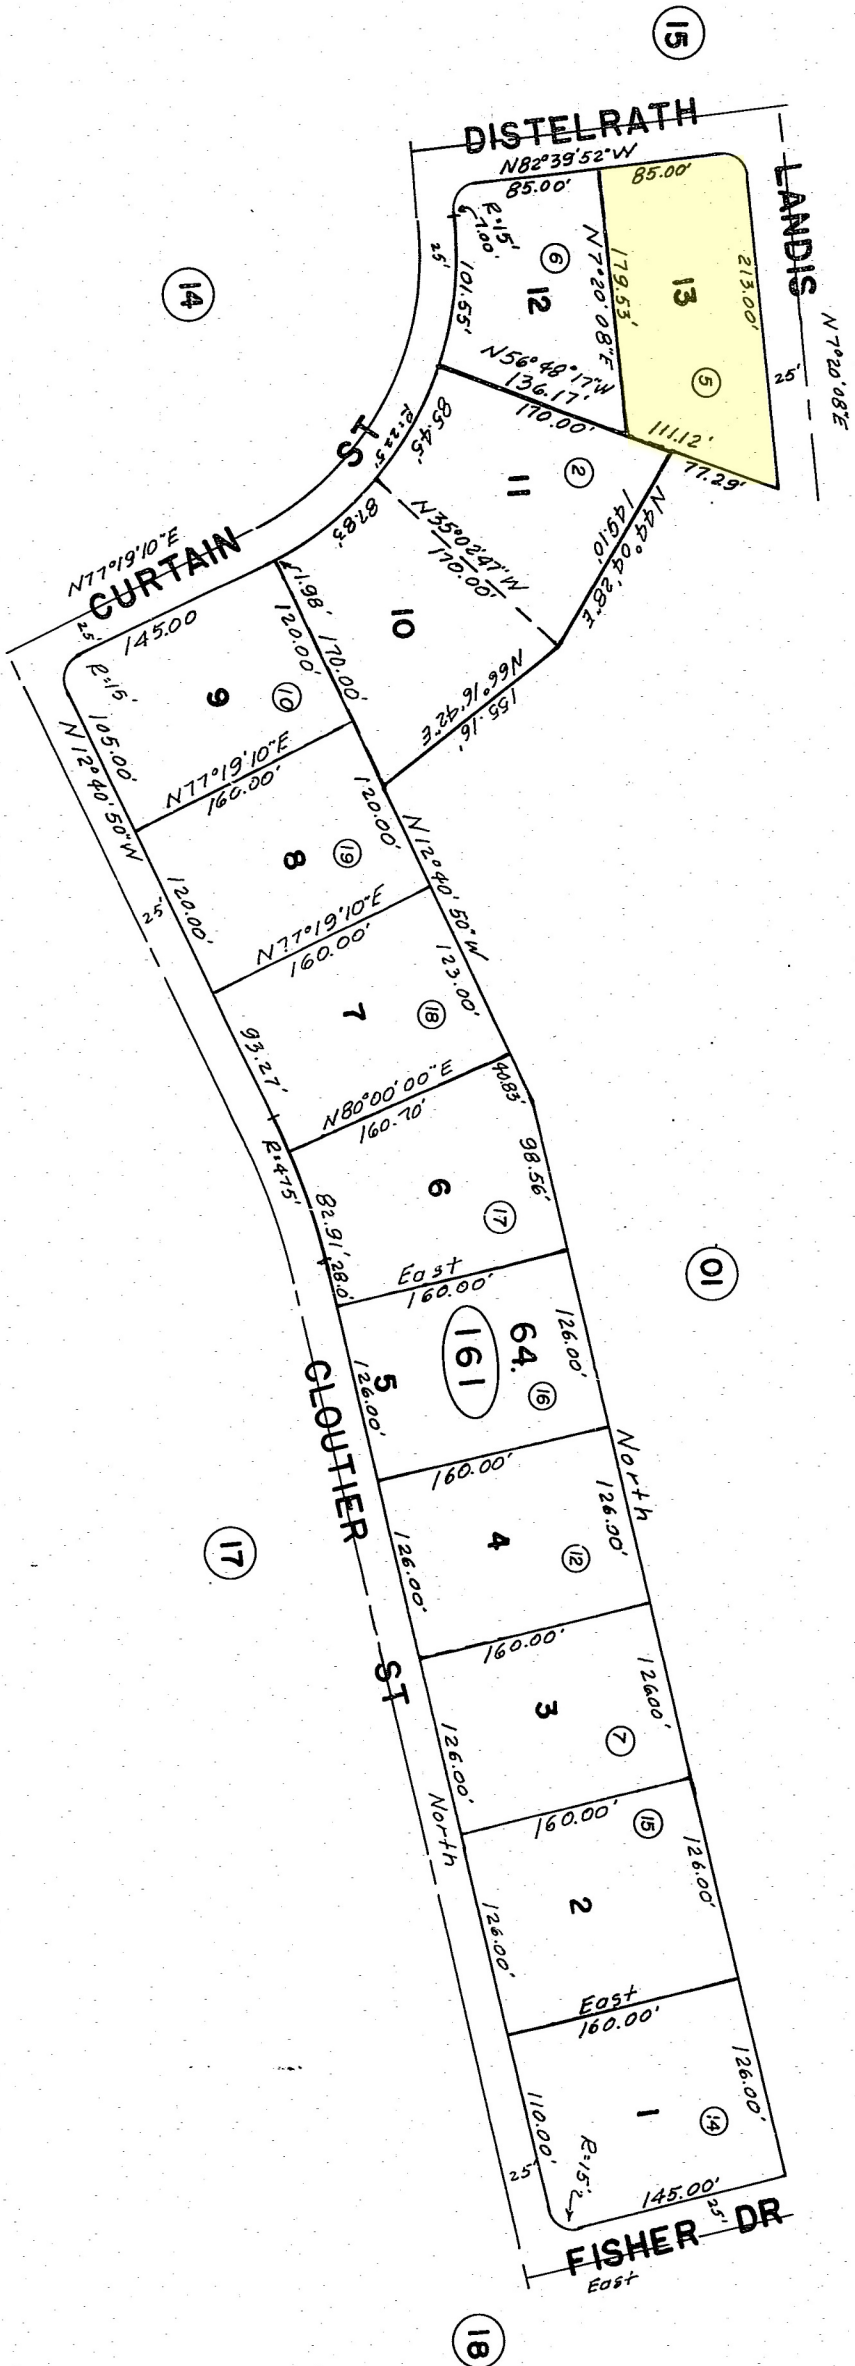 15
DISTELRATH
N82°39'52"W
85.00'
85.00'
LANDIS
N7°20'08"E
25'
213.00'
13
5
179.53'
N7°20'08"E
6
12
R=15'
7.00'
101.55'
25'
N56°48'17"W
136.17'
170.00'
111.12'
77.29'
14
85.45'
R=225'
ST
2
11
N44°04'28"E
149.10'
N35°02'47"W
170.00'
87.83'
10
N77°19'10"E
CURTAIN
25'
145.00
1.98'
120.00'
170.00'
N66°16'42"E
155.16'
R=15'
9
10
105.00'
N12°40'50"W
N77°19'10"E
160.00'
120.00'
N12°40'50"W
8
19
120.00'
25'
N77°19'10"E
160.00'
123.00'
7
18
93.27'
N80°00'00"E
160.70'
40.83'
98.56'
R=475'
6
17
82.91'
28.0'
East
160.00'
01
64.
161
16
126.00'
5
126.00'
CLOUTIER
ST
160.00'
North
126.00'
4
12
126.00'
17
160.00'
126.00'
3
7
126.00'
North
160.00'
15
126.00'
2
126.00'
East
160.00'
126.00'
1
14
110.00'
25'
R=15'
145.00'
25'
FISHER DR
East
18